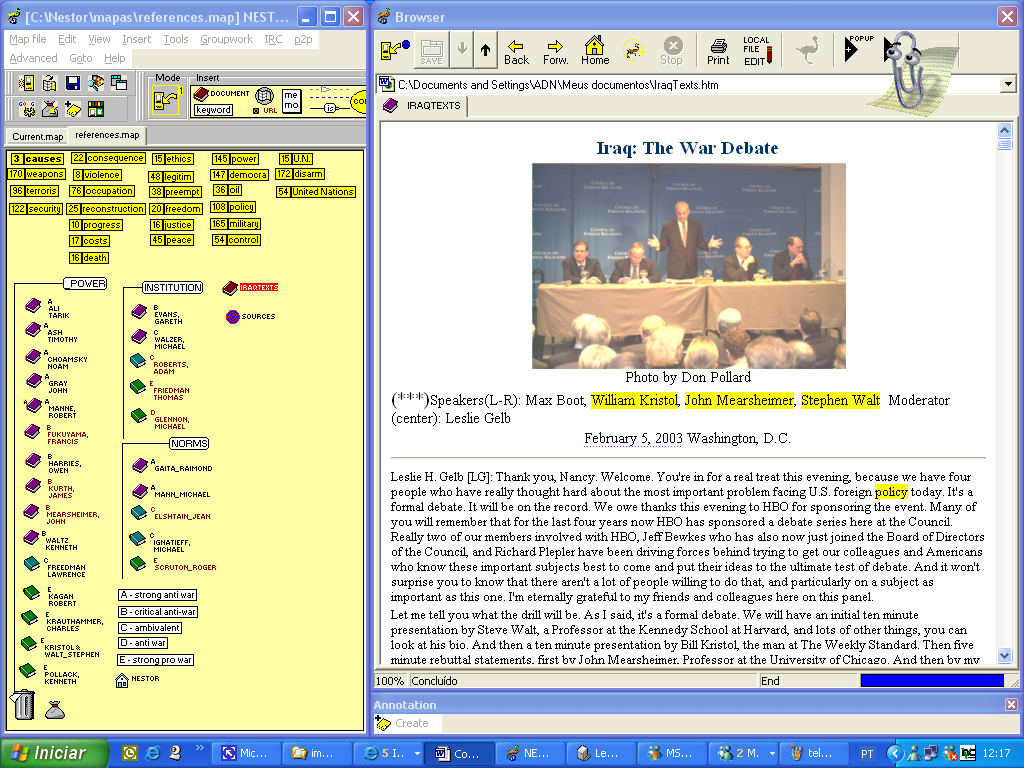 [C:\Nestor\mapas\references.map] NEST...
Map file Edit View Insert Tools Groupwork IRC p2p
Advanced Goto Help
Mode
Insert
DOCUMENT
URL
keyword
me mo
is
Current.map
references.map
3 causes
22 consequence
15 ethics
145 power
15 U.N.
170 weapons
8 violence
48 legitim
147 democra
172 disarm
96 terroris
76 occupation
38 preempt
36 oil
54 United Nations
122 security
25 reconstruction
20 freedom
108 policy
10 progress
16 justice
165 military
17 costs
45 peace
54 control
16 death
POWER
A
ALI
TARIK
A
ASH
TIMOTHY
A
CHOAMSKY
NOAM
A
GRAY
JOHN
A
MANNE,
ROBERT
B
FUKUYAMA,
FRANCIS
B
HARRIES,
OWEN
B
KURTH,
JAMES
B
MEARSHEIMER,
JOHN
B
WALTZ
KENNETH
C
FREEDMAN
LAWRENCE
E
KAGAN
ROBERT
E
KRAUTHAMMER,
CHARLES
E
KRISTOL &
WALT_STEPHEN
E
POLLACK,
KENNETH
INSTITUTION
B
EVANS,
GARETH
C
WALZER,
MICHAEL
C
ROBERTS,
ADAM
E
FRIEDMAN
THOMAS
D
GLENNON,
MICHAEL
NORMS
A
GAITA_RAIMOND
A
MANN_MICHAEL
C
ELSHTAIN_JEAN
C
IGNATIEFF,
MICHAEL
E
SCRUTON_ROGER
IRAQTEXTS
SOURCES
A - strong anti war
B - critical anti-war
C - ambivalent
D - anti war
E - strong pro war
NESTOR
Browser
SAVE
Back
Forw.
Home
Stop
Print
LOCAL
FILE
EDIT
POPUP
C:\Documents and Settings\ADN\Meus documentos\IraqTexts.htm
IRAQTEXTS
Iraq: The War Debate
Photo by Don Pollard
(***)Speakers(L-R): Max Boot, William Kristol, John Mearsheimer, Stephen Walt Moderator
(center): Leslie Gelb
February 5, 2003 Washington, D.C.
Leslie H. Gelb [LG]: Thank you, Nancy. Welcome. You're in for a real treat this evening, because we have four
people who have really thought hard about the most important problem facing U.S. foreign policy today. It's a
formal debate. It will be on the record. We owe thanks this evening to HBO for sponsoring the event. Many of
you will remember that for the last four years now HBO has sponsored a debate series here at the Council.
Really two of our members involved with HBO, Jeff Bewkes who has also now just joined the Board of Directors
of the Council, and Richard Plepler have been driving forces behind trying to get our colleagues and Americans
who know these important subjects best to come and put their ideas to the ultimate test of debate. And it won't
surprise you to know that there aren't a lot of people willing to do that, and particularly on a subject as
important as this one. I'm eternally grateful to my friends and colleagues here on this panel.
Let me tell you what the drill will be. As I said, it's a formal debate. We will have an initial ten minute
presentation by Steve Walt, a Professor at the Kennedy School at Harvard, and lots of other things, you can
look at his bio. And then a ten minute presentation by Bill Kristol, the man at The Weekly Standard. Then five
minute rebuttal statements, first by John Mearsheimer, Professor at the University of Chicago. And then by my
100% Concluído
End
Annotation
Create
Iniciar
Mic...
im...
5 I...
Co...
NE...
Le...
MS...
2 M...
tel...
PT
12:17